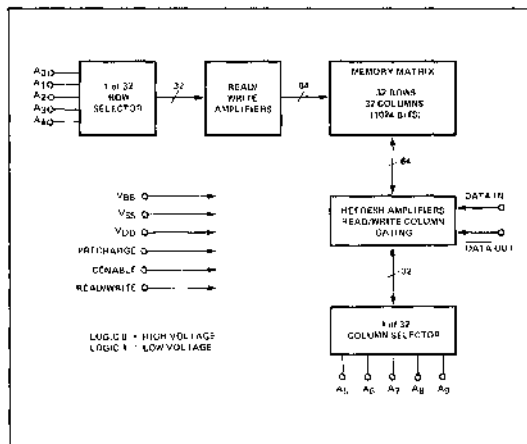 A0
A1
A2
A3
A4
1 of 32
ROW
SELECTOR
32
READ/
WRITE
AMPLIFIERS
64
MEMORY MATRIX
32 ROWS
32 COLUMNS
(1024 BITS)
64
VBB
VSS
VDD
PRECHARGE
CENABLE
READ/WRITE
REFRESH AMPLIFIERS
READ/WRITE COLUMN
GATING
DATA IN
DATA OUT
32
1 of 32
COLUMN SELECTOR
LOGIC 0 = HIGH VOLTAGE
LOGIC 1 = LOW VOLTAGE
A5 A6 A7 A8 A9